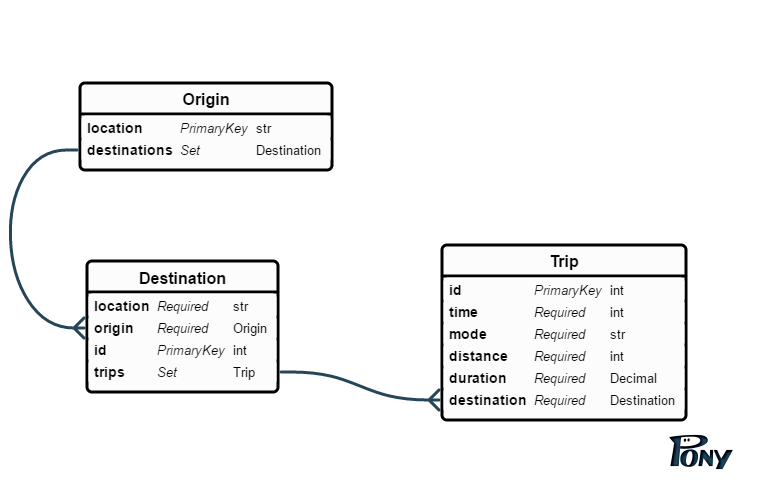 Origin
location PrimaryKey str
destinations Set Destination
Destination
location Required str
origin Required Origin
id PrimaryKey int
trips Set Trip
Trip
id PrimaryKey int
time Required int
mode Required str
distance Required int
duration Required Decimal
destination Required Destination
PONY